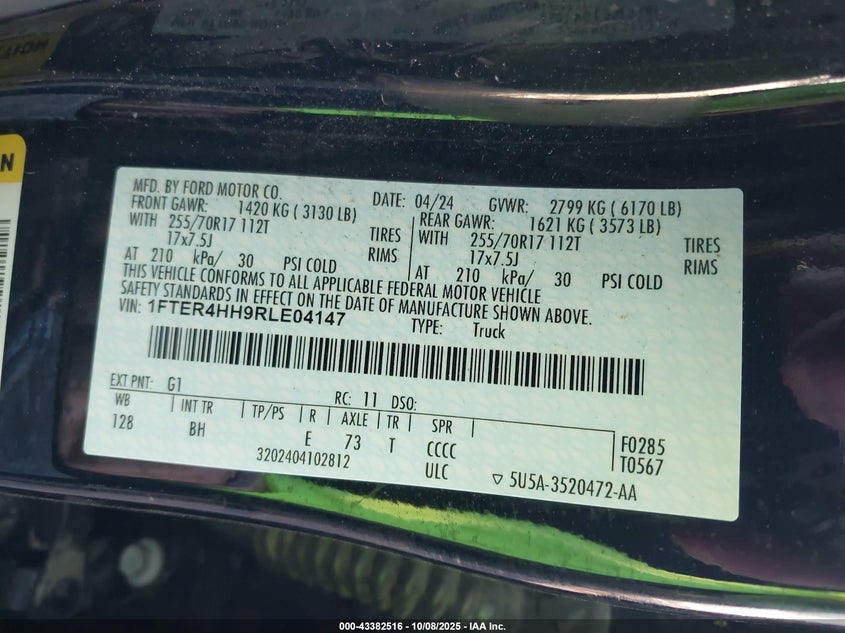 MFD. BY FORD MOTOR CO. DATE: 04/24 GVWR: 2799 KG ( 6170 LB)
FRONT GAWR: 1420 KG ( 3130 LB) REAR GAWR: 1621 KG ( 3573 LB)
WITH 255/70R17 112T TIRES WITH 255/70R17 112T TIRES
17x7.5J RIMS 17x7.5J RIMS
AT 210 kPa/ 30 PSI COLD AT 210 kPa/ 30 PSI COLD
THIS VEHICLE CONFORMS TO ALL APPLICABLE FEDERAL MOTOR VEHICLE
SAFETY STANDARDS IN EFFECT ON THE DATE OF MANUFACTURE SHOWN ABOVE.
VIN: 1FTER4HH9RLE04147 TYPE: Truck
EXT PNT: G1 RC: 11 DSO:
WB INT TR TP/PS R AXLE TR SPR F0285
128 BH E 73 T CCCC T0567
3202404102812 ULC 5U5A-3520472-AA
000-43382516 - 10/08/2025 - IAA Inc.